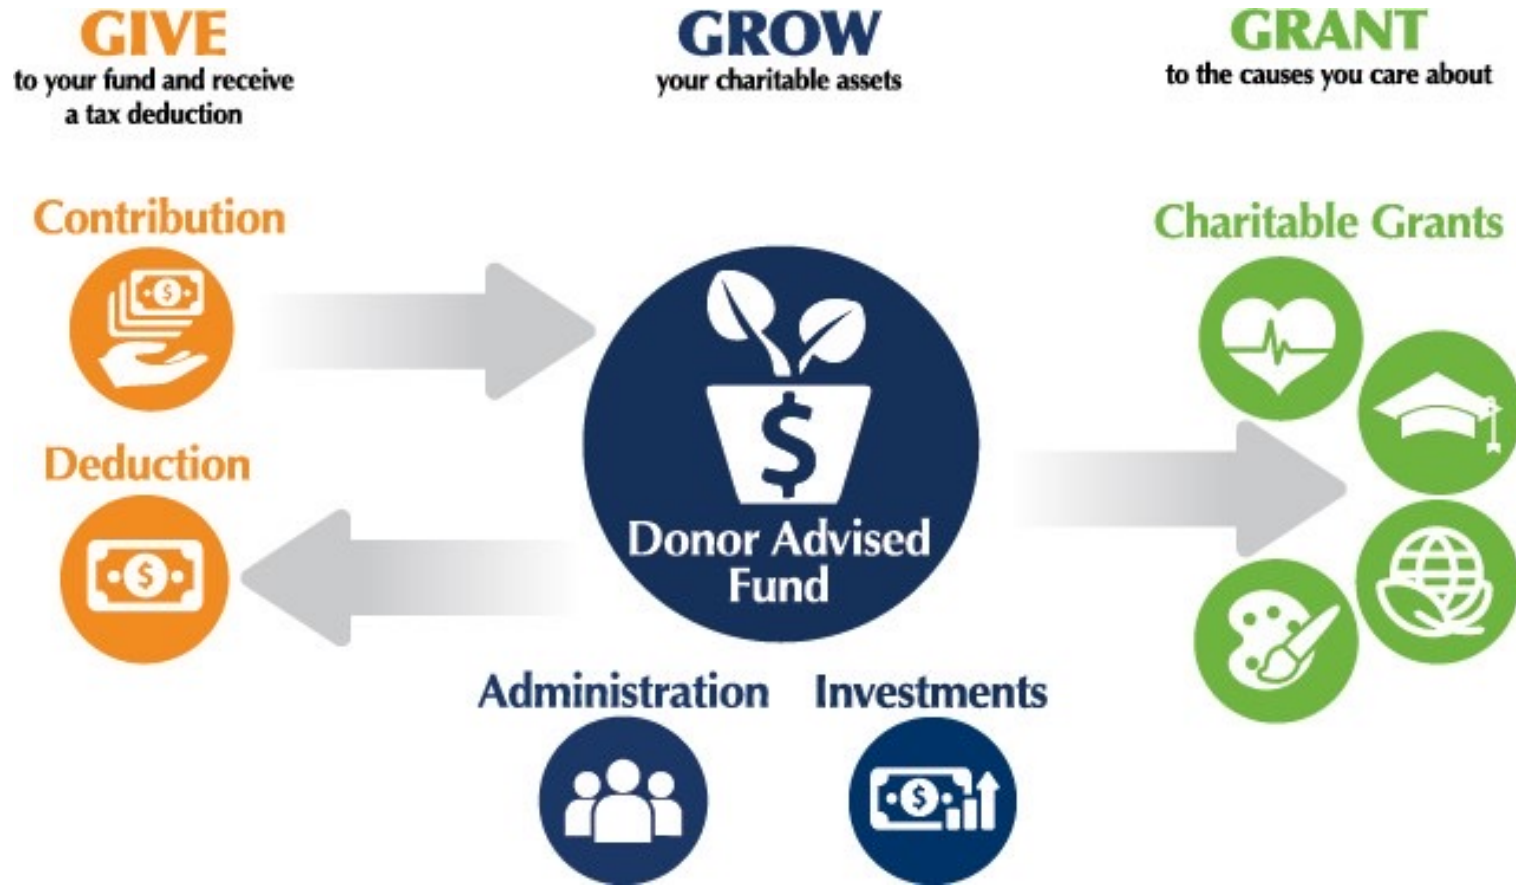 GIVE
to your fund and receive
a tax deduction
GROW
your charitable assets
GRANT
to the causes you care about
Contribution
$
Deduction
$
$
Donor Advised
Fund
Administration
Investments
$
Charitable Grants